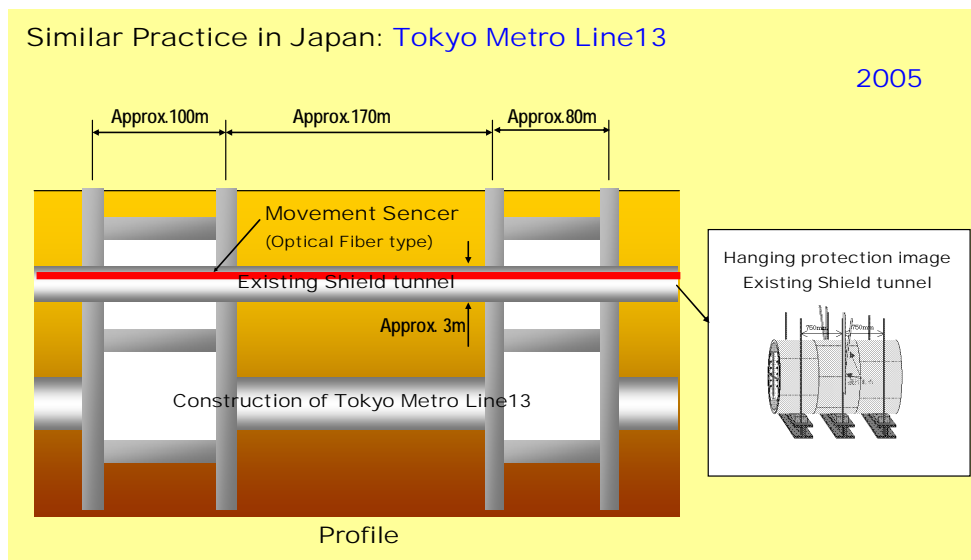 Similar Practice in Japan: Tokyo Metro Line13
2005
Approx.100m
Approx.170m
Approx.80m
Movement Sencer
(Optical Fiber type)
Existing Shield tunnel
Approx. 3m
Construction of Tokyo Metro Line13
Profile
Hanging protection image
Existing Shield tunnel
750mm
750mm